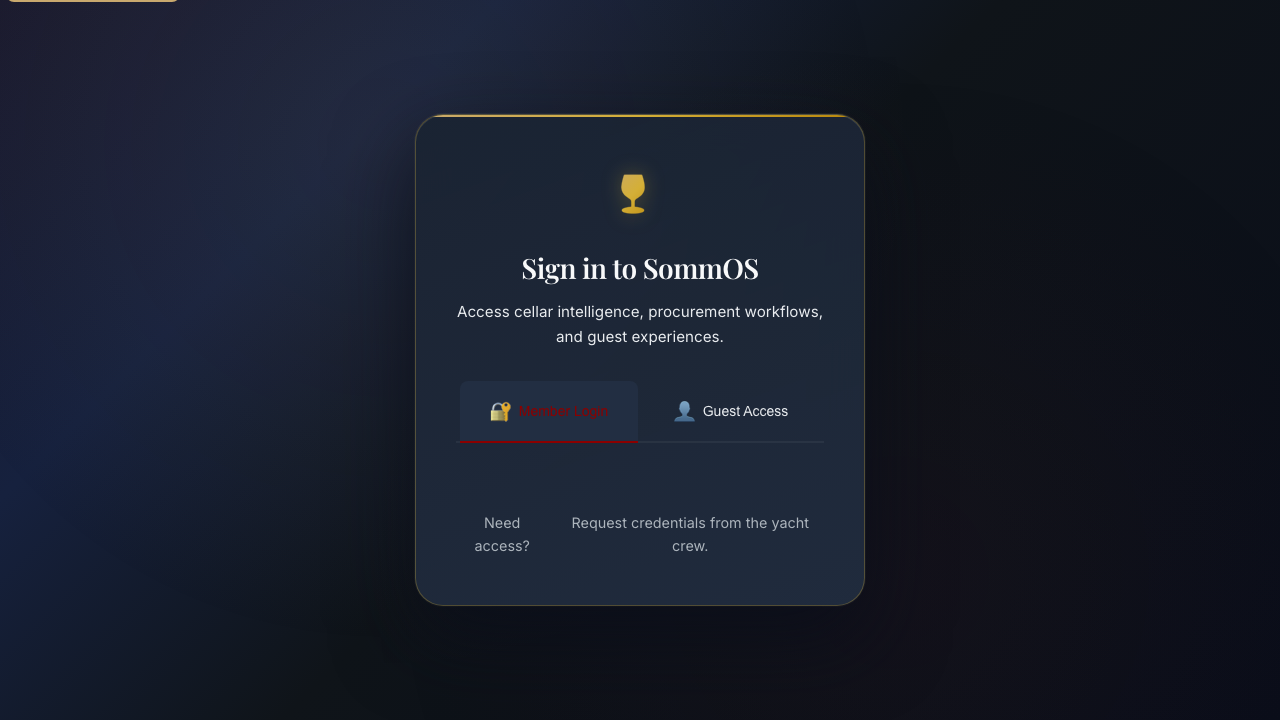 Sign in to SommOS
Access cellar intelligence, procurement workflows,
and guest experiences.
Member Login
Guest Access
Need
access?
Request credentials from the yacht
crew.